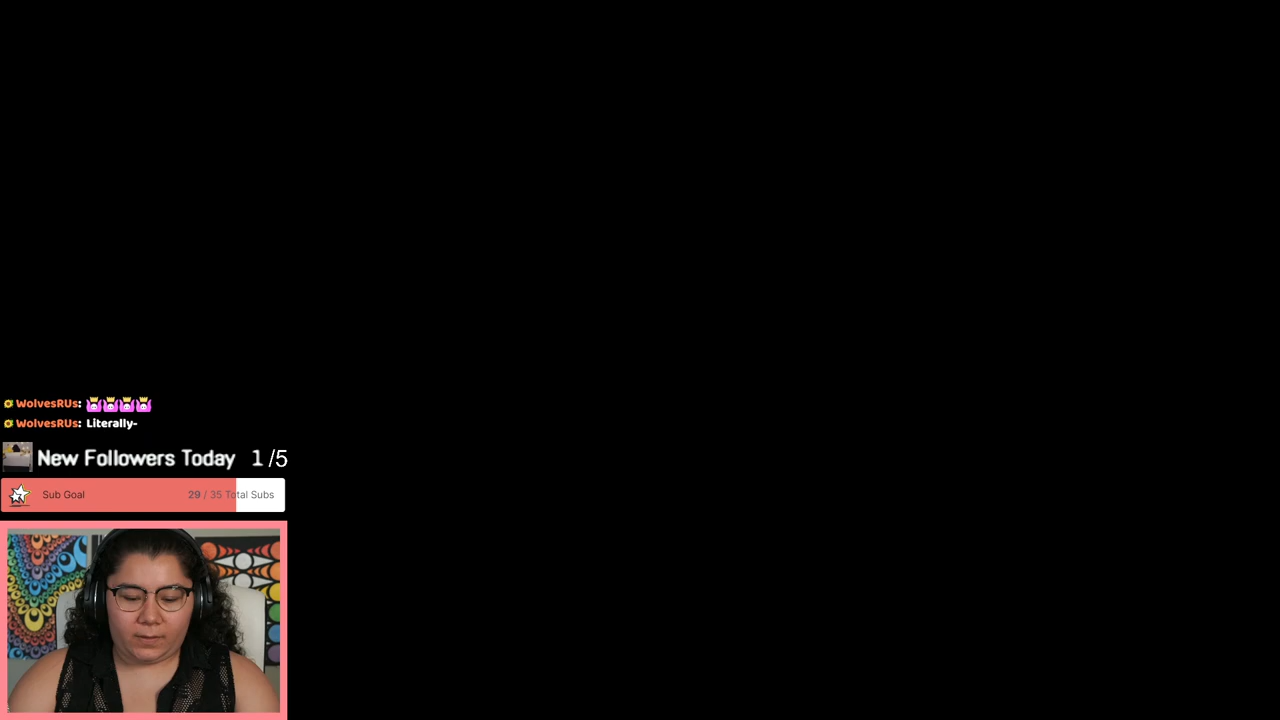 WolvesRUs:
WolvesRUs: Literally-
New Followers Today 1 /5
Sub Goal 29 / 35 Total Subs